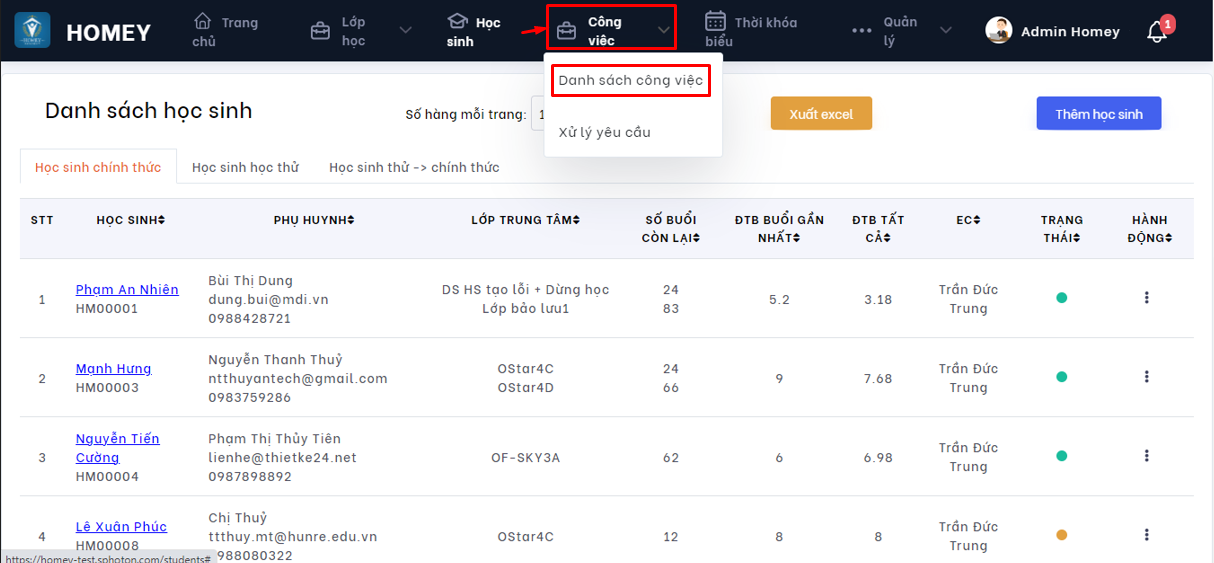 HOMEY
Trang
chủ
Lớp
học
Học
sinh
Công
việc
Thời khóa
biểu
Quản
lý
Admin Homey
1
Danh sách công việc
Xử lý yêu cầu
Danh sách học sinh
Số hàng mỗi trang: 1
Xuất excel
Thêm học sinh
Học sinh chính thức
Học sinh học thử
Học sinh thử -> chính thức
STT
HỌC SINH
PHỤ HUYNH
LỚP TRUNG TÂM
SỐ BUỔI
CÒN LẠI
ĐTB BUỔI GẦN
NHẤT
ĐTB TẤT
CẢ
EC
TRẠNG
THÁI
HÀNH
ĐỘNG
1
Phạm An Nhiên
HM00001
Bùi Thị Dung
dung.bui@mdi.vn
0988428721
DS HS tạo lỗi + Dừng học
Lớp bảo lưu1
24
83
5.2
3.18
Trần Đức
Trung
2
Mạnh Hưng
HM00003
Nguyễn Thanh Thuỷ
ntthuyantech@gmail.com
0983759286
OStar4C
OStar4D
24
66
9
7.68
Trần Đức
Trung
3
Nguyễn Tiến
Cường
HM00004
Phạm Thị Thủy Tiên
lienhe@thietke24.net
0987898892
OF-SKY3A
62
6
6.98
Trần Đức
Trung
4
Lê Xuân Phúc
HM00008
Chị Thuỷ
ttthuy.mt@hunre.edu.vn
988080322
OStar4C
12
8
8
Trần Đức
Trung
https://homey-test.sphoton.com/students#